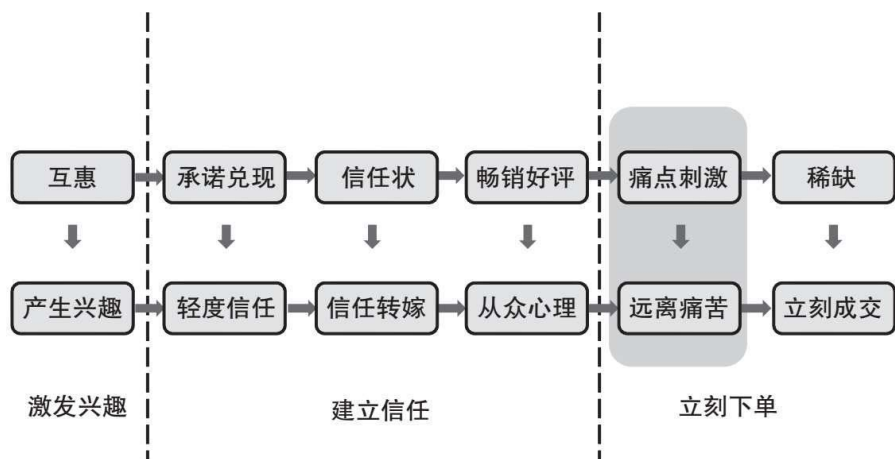 互惠 承诺兑现 信任状 畅销好评 痛点刺激 稀缺
产生兴趣 轻度信任 信任转嫁 从众心理 远离痛苦 立刻成交
激发兴趣 建立信任 立刻下单